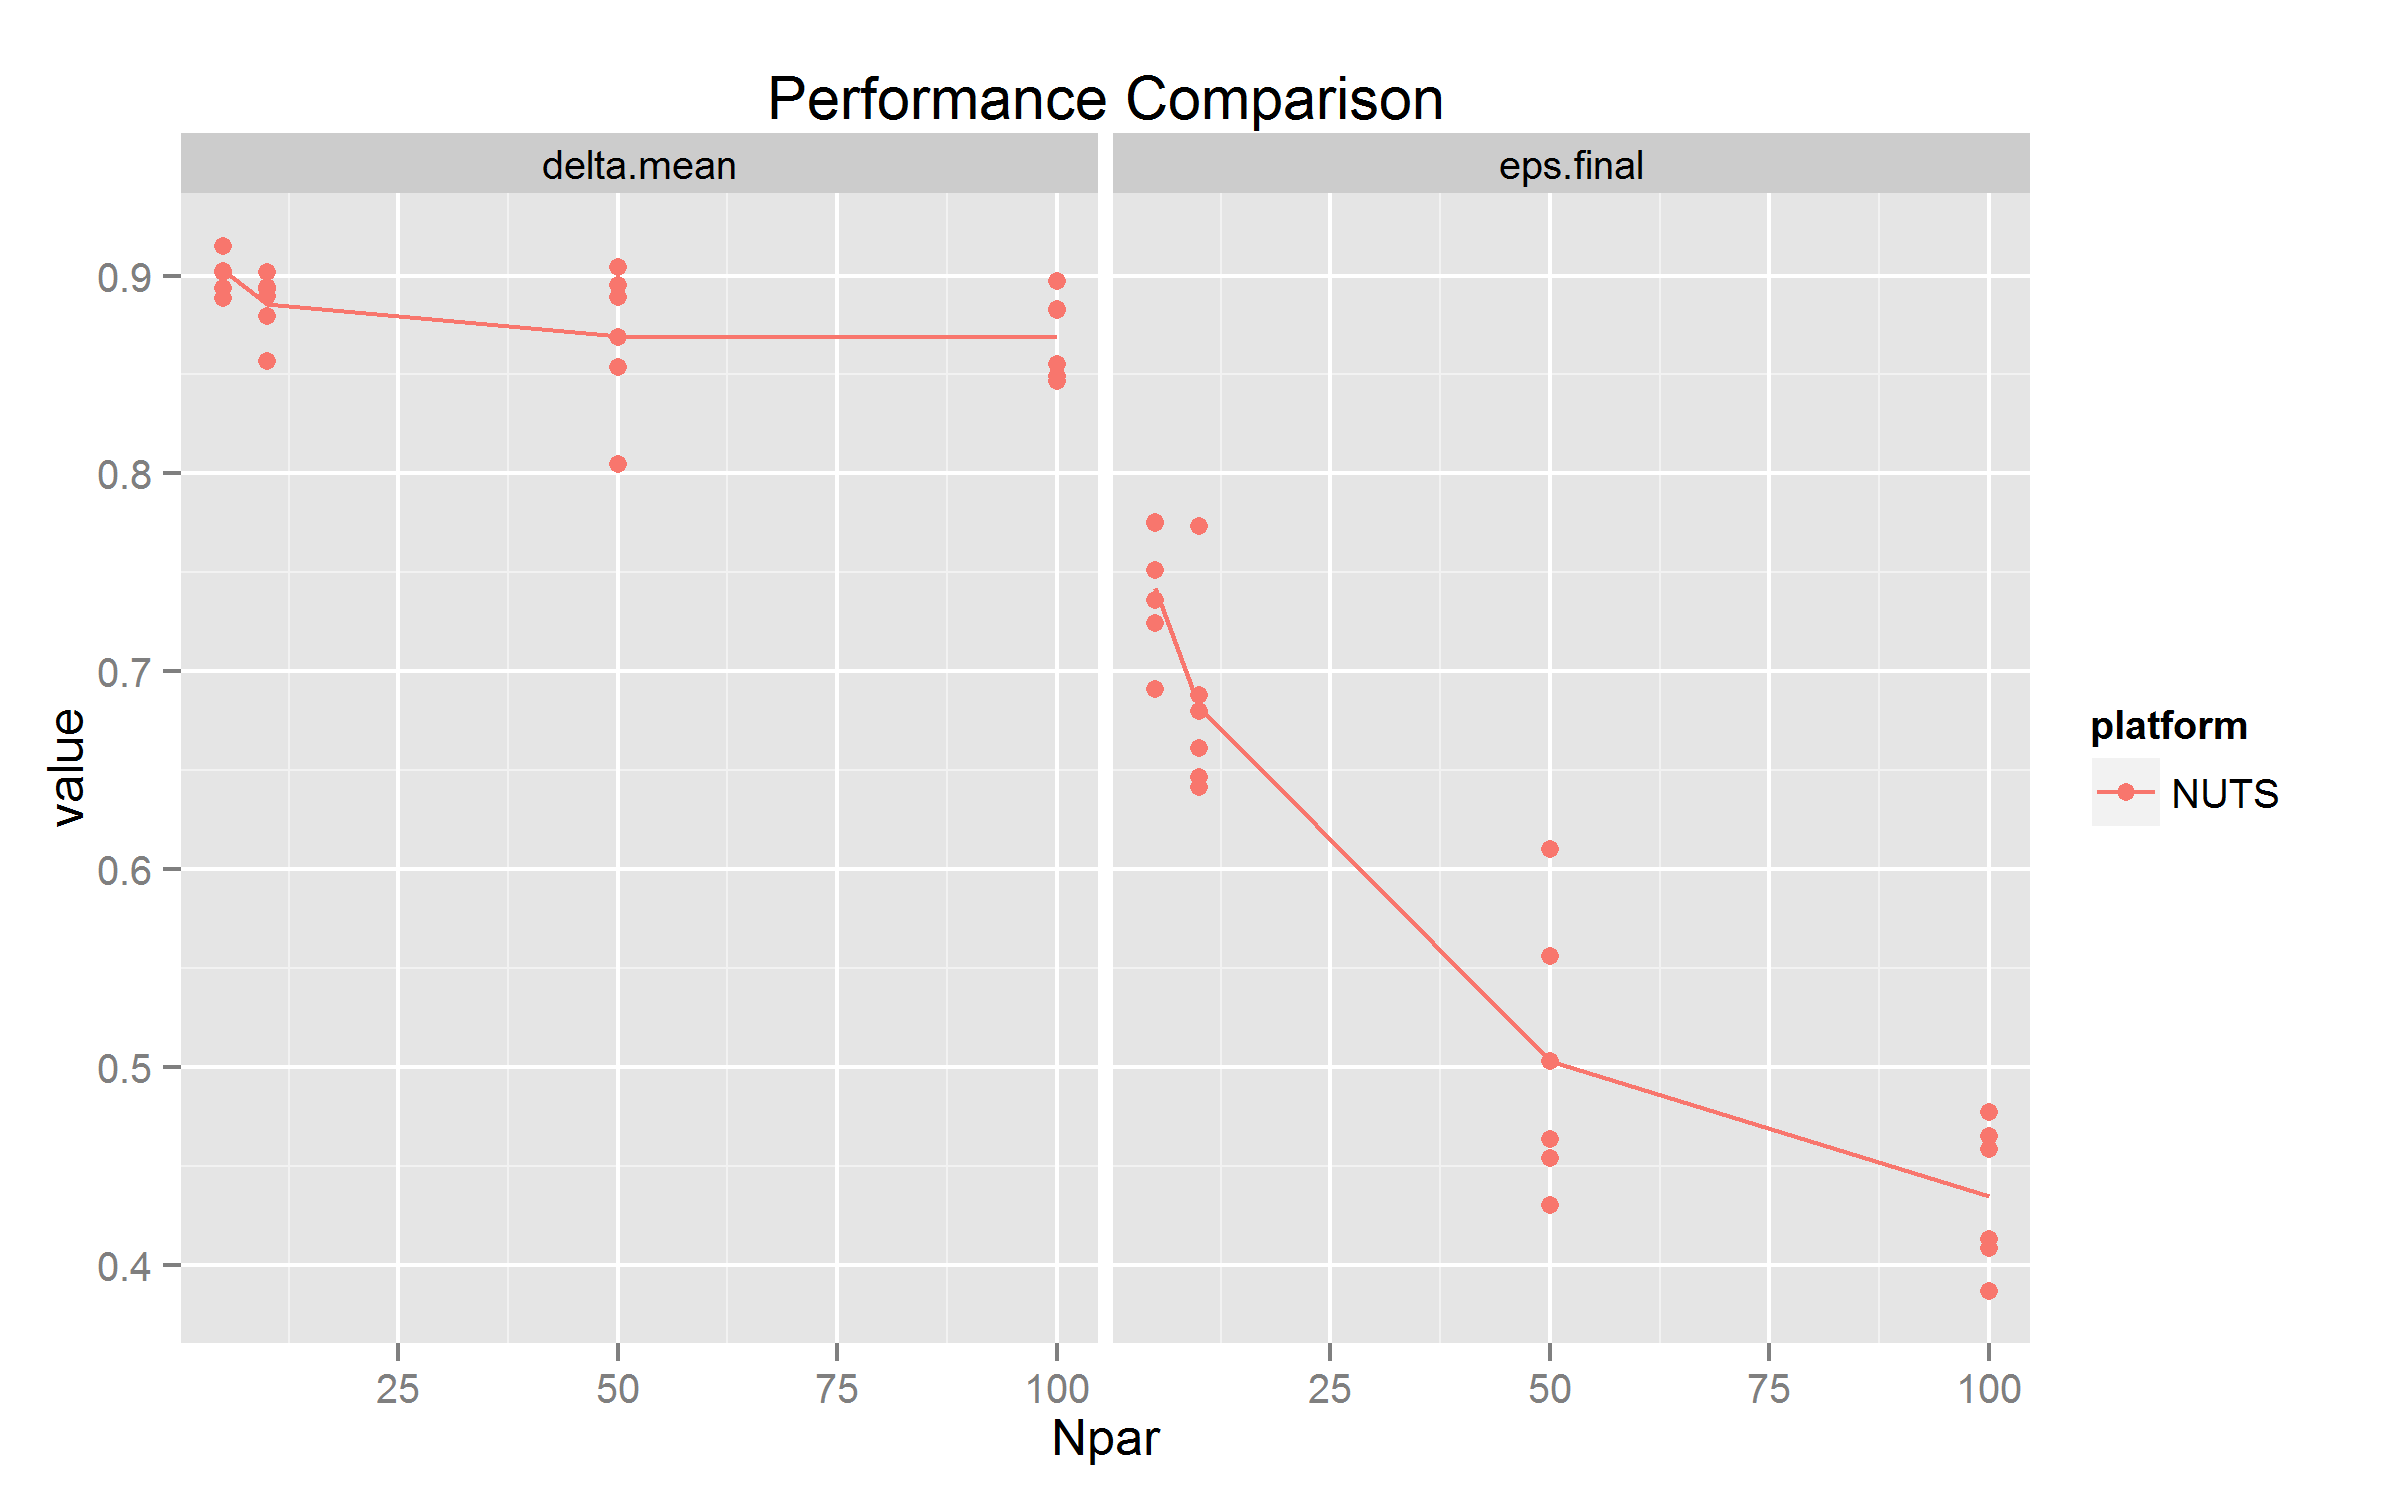 Performance Comparison
delta.mean
eps.final
0.9
0.8
0.7
0.6
0.5
0.4
value
25 50 75 100
25 50 75 100
Npar
platform
NUTS